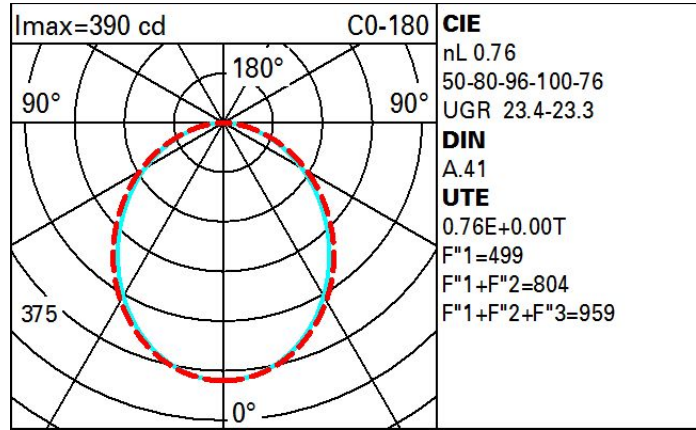 Imax=390 cd C0-180
180°
90° 90°
375
0°
CIE
nL 0.76
50-80-96-100-76
UGR 23.4-23.3
DIN
A.41
UTE
0.76E+0.00T
F"1=499
F"1+F"2=804
F"1+F"2+F"3=959